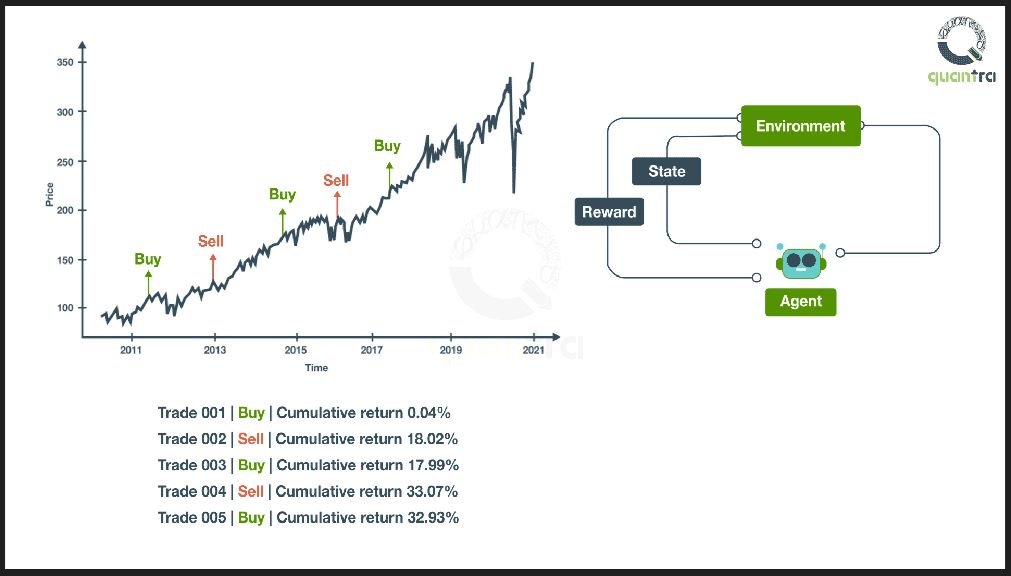 quantra
350
300
250
200
150
100
Price
Buy
Sell
Buy
Sell
Buy
2011
2013
2015
2017
2019
2021
Time
Environment
State
Reward
Agent
Trade 001 | Buy | Cumulative return 0.04%
Trade 002 | Sell | Cumulative return 18.02%
Trade 003 | Buy | Cumulative return 17.99%
Trade 004 | Sell | Cumulative return 33.07%
Trade 005 | Buy | Cumulative return 32.93%